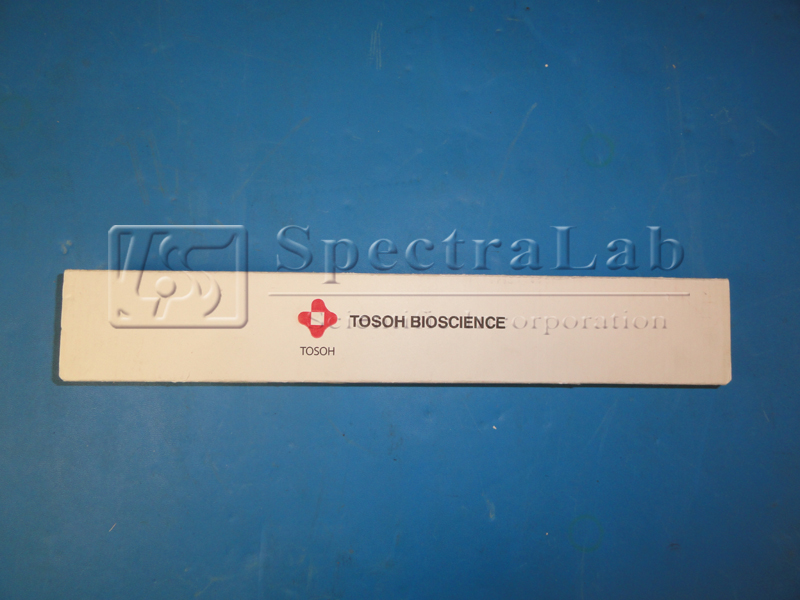 SpectraLab
Scientific Corporation
TOSOH BIOSCIENCE
TOSOH